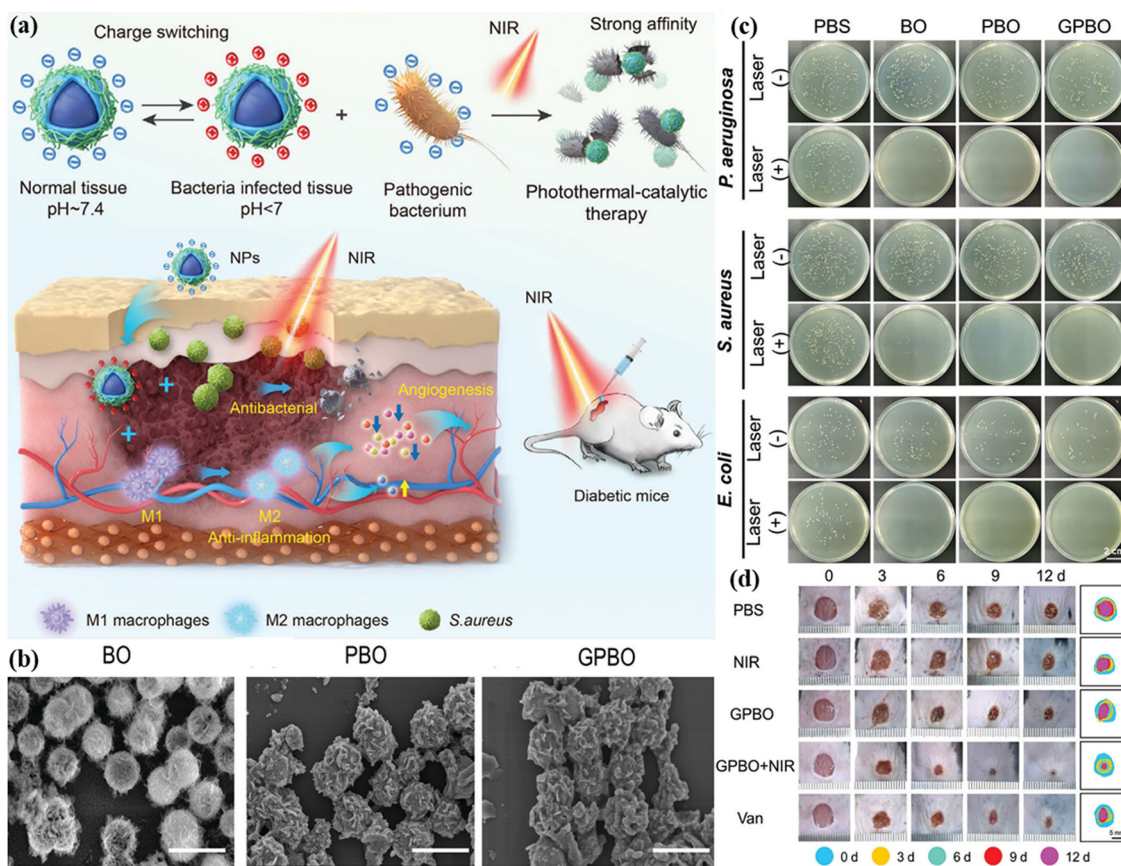 (a)
Charge switching
NIR
Strong affinity
+
Normal tissue
pH~7.4
Bacteria infected tissue
pH<7
Pathogenic
bacterium
Photothermal-catalytic
therapy
NPs
NIR
NIR
+
Antibacterial
Angiogenesis
+
M1
M2
Anti-inflammation
Diabetic mice
M1 macrophages
M2 macrophages
S.aureus
(b)
BO
PBO
GPBO
(c)
PBS
BO
PBO
GPBO
P. aeruginosa
Laser
(-)
Laser
(+)
S. aureus
Laser
(-)
Laser
(+)
E. coli
Laser
(-)
Laser
(+)
2 cm
(d)
0
3
6
9
12 d
PBS
NIR
GPBO
GPBO+NIR
Van
5 mm
0 d
3 d
6 d
9 d
12 d